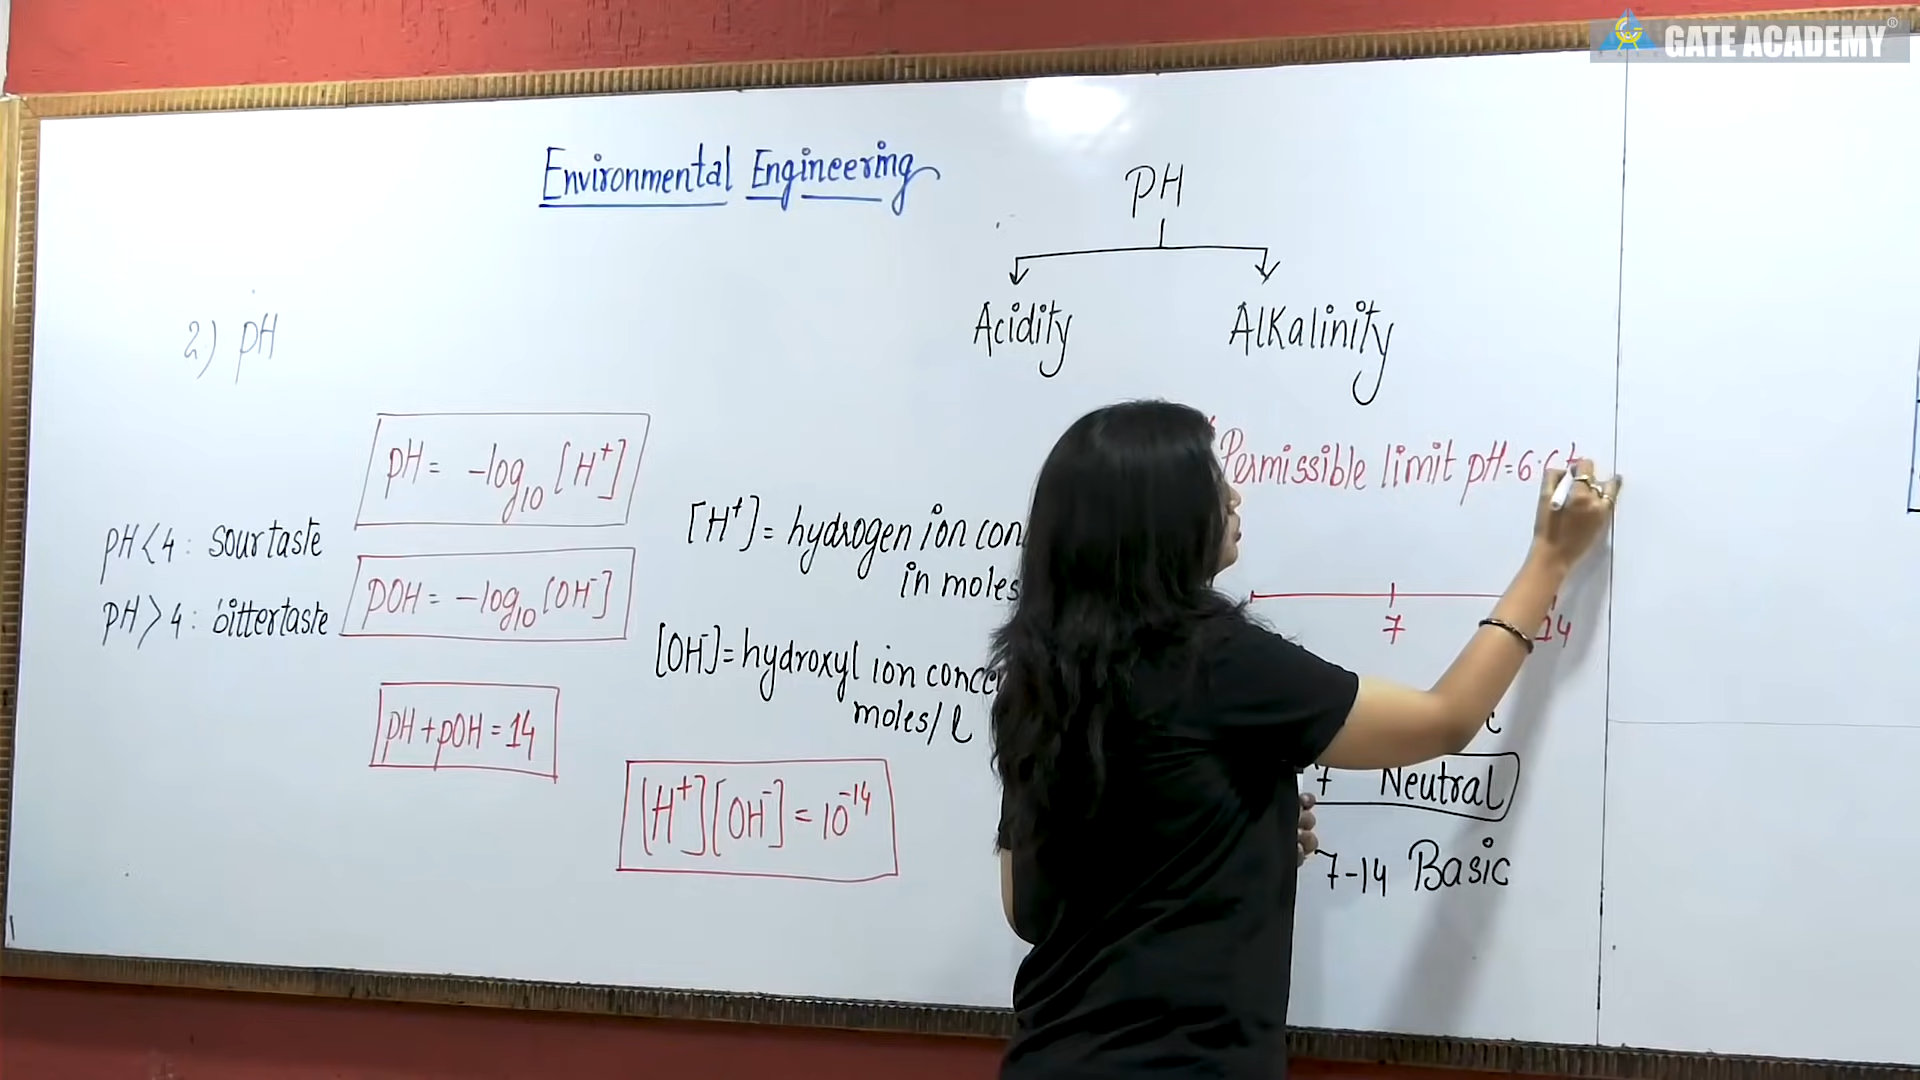 GATE ACADEMY®
Environmental Engineering
2) pH
pH = -log₁₀ [H⁺]
pH < 4 : sour taste
pOH = -log₁₀ [OH⁻]
pH > 4 : bitter taste
pH + pOH = 14
[H⁺] = hydrogen ion con
in moles
[OH⁻] = hydroxyl ion conce
moles/l
[H⁺][OH⁻] = 10⁻¹⁴
PH
Acidity Alkalinity
Permissible limit pH = 6.
7 14
7 Neutral
7-14 Basic